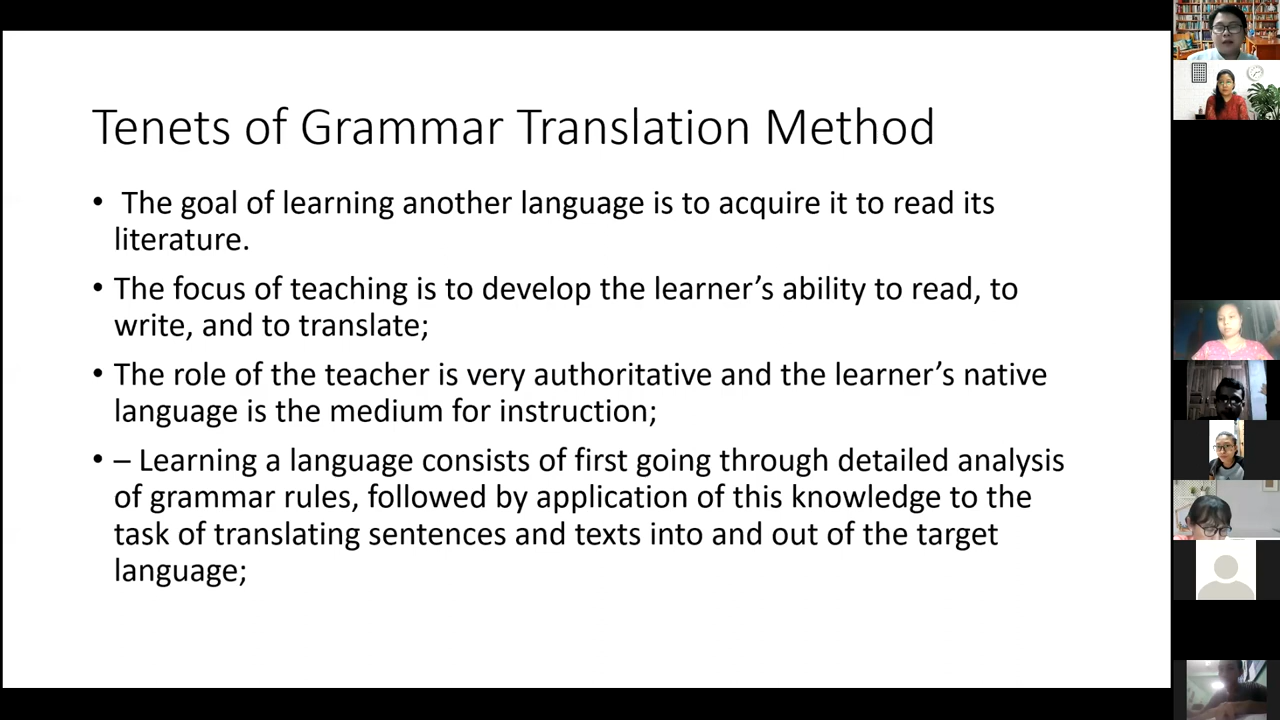 Tenets of Grammar Translation Method
• The goal of learning another language is to acquire it to read its
literature.
• The focus of teaching is to develop the learner’s ability to read, to
write, and to translate;
• The role of the teacher is very authoritative and the learner’s native
language is the medium for instruction;
• – Learning a language consists of first going through detailed analysis
of grammar rules, followed by application of this knowledge to the
task of translating sentences and texts into and out of the target
language;